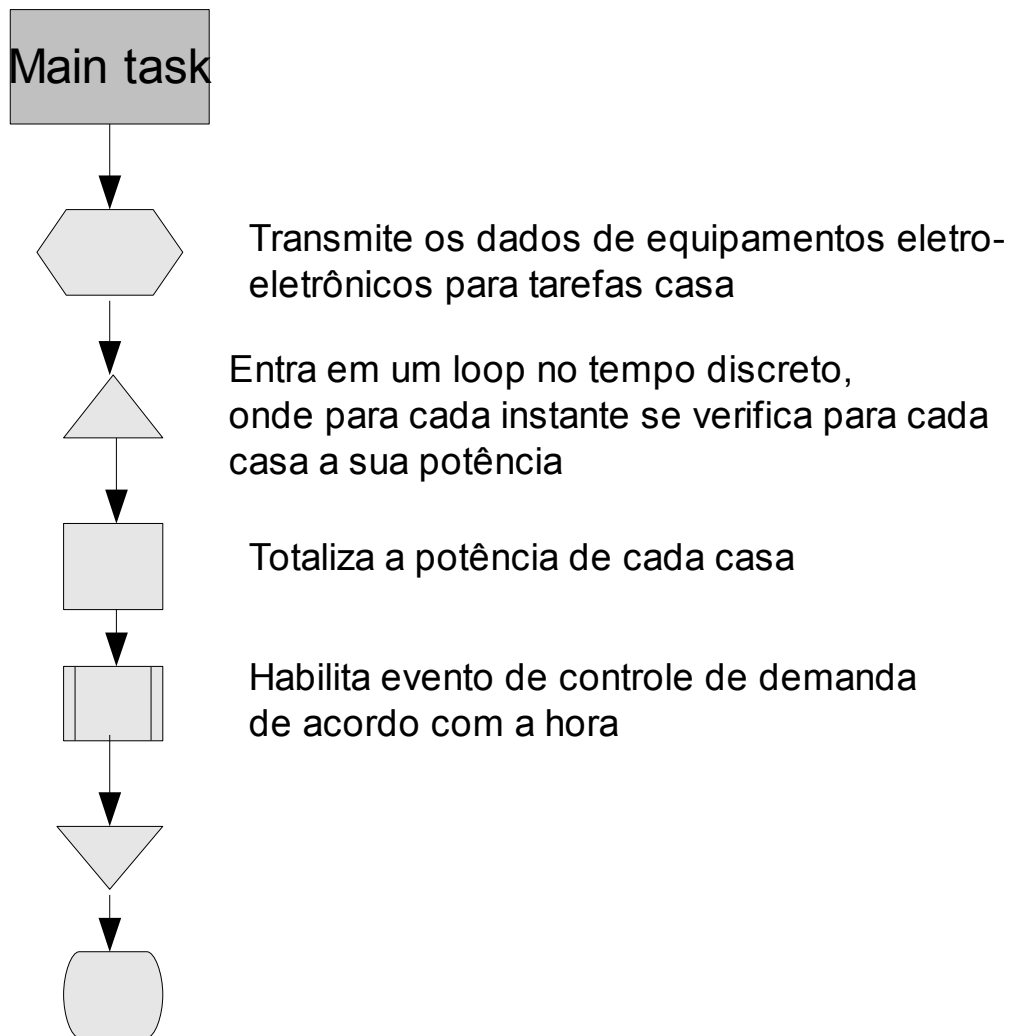 Main task
Transmite os dados de equipamentos eletro-
eletrônicos para tarefas casa
Entra em um loop no tempo discreto,
onde para cada instante se verifica para cada
casa a sua potência
Totaliza a potência de cada casa
Habilita evento de controle de demanda
de acordo com a hora